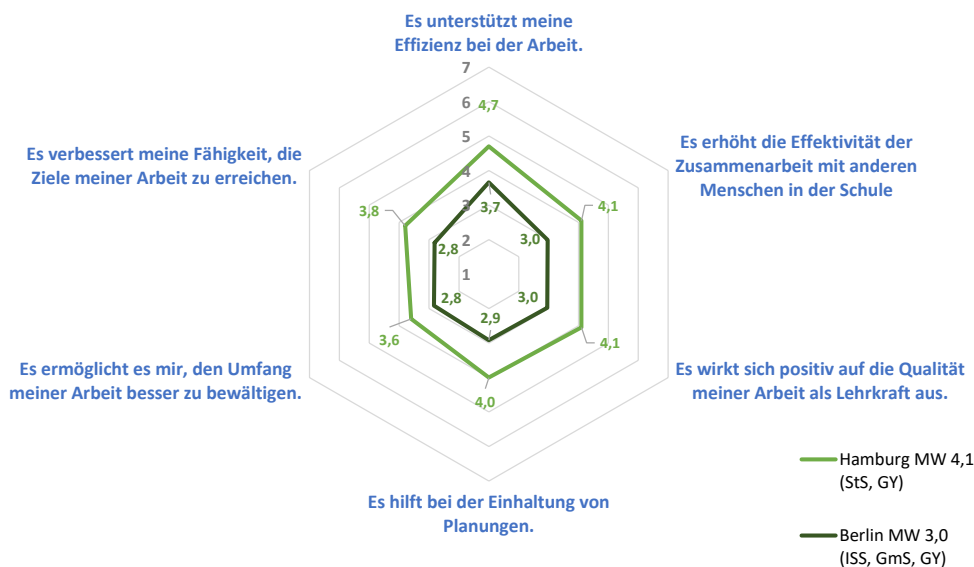 Es unterstützt meine
Effizienz bei der Arbeit.
7
6
4,7
5
4
3
2
1
Es erhöht die Effektivität der
Zusammenarbeit mit anderen
Menschen in der Schule
Es verbessert meine Fähigkeit, die
Ziele meiner Arbeit zu erreichen.
3,8
4,1
3,7
2,8
3,0
2,8
3,0
2,9
3,6
4,1
4,0
Es ermöglicht es mir, den Umfang
meiner Arbeit besser zu bewältigen.
Es wirkt sich positiv auf die Qualität
meiner Arbeit als Lehrkraft aus.
Es hilft bei der Einhaltung von
Planungen.
Hamburg MW 4,1
(StS, GY)
Berlin MW 3,0
(ISS, GmS, GY)